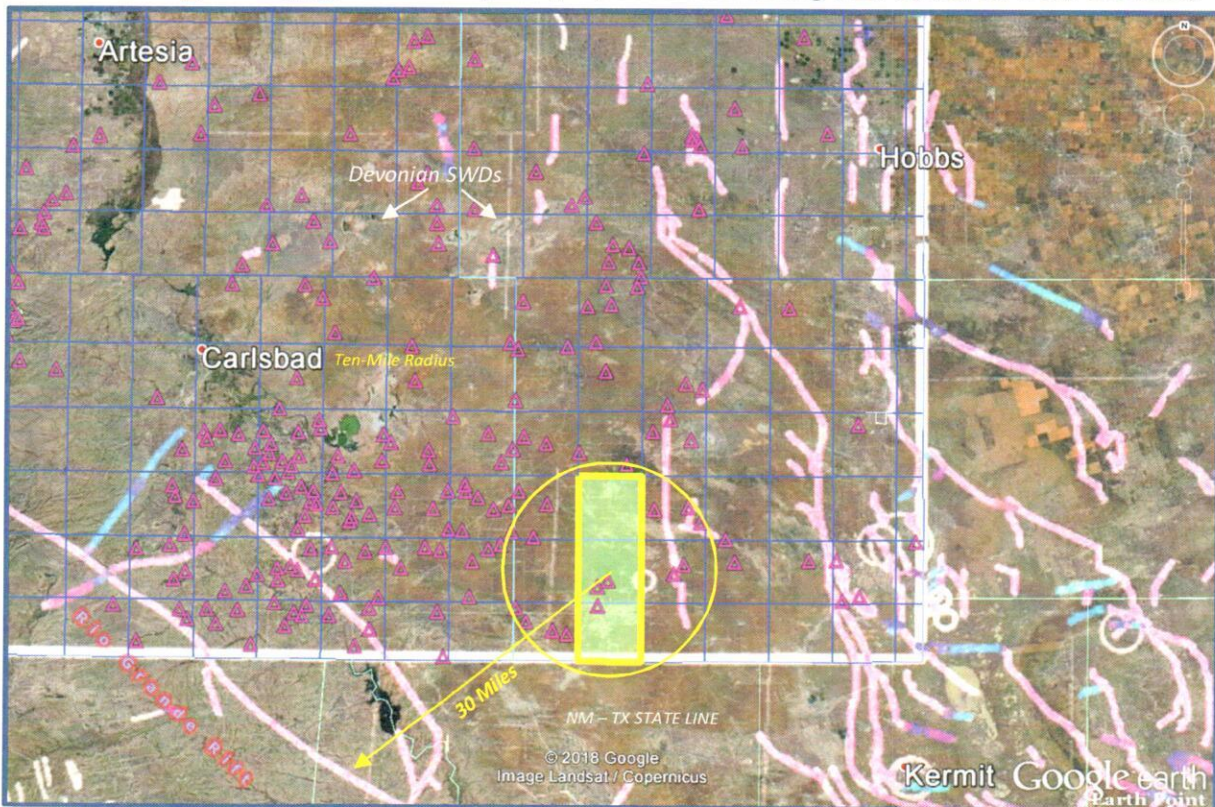 Artesia
N
Hobbs
Devonian SWDs
Carlsbad
Ten-Mile Radius
Rio Grande Rift
30 Miles
NM – TX STATE LINE
© 2018 Google
Image Landsat / Copernicus
Kermit
Google earth
Earth Point